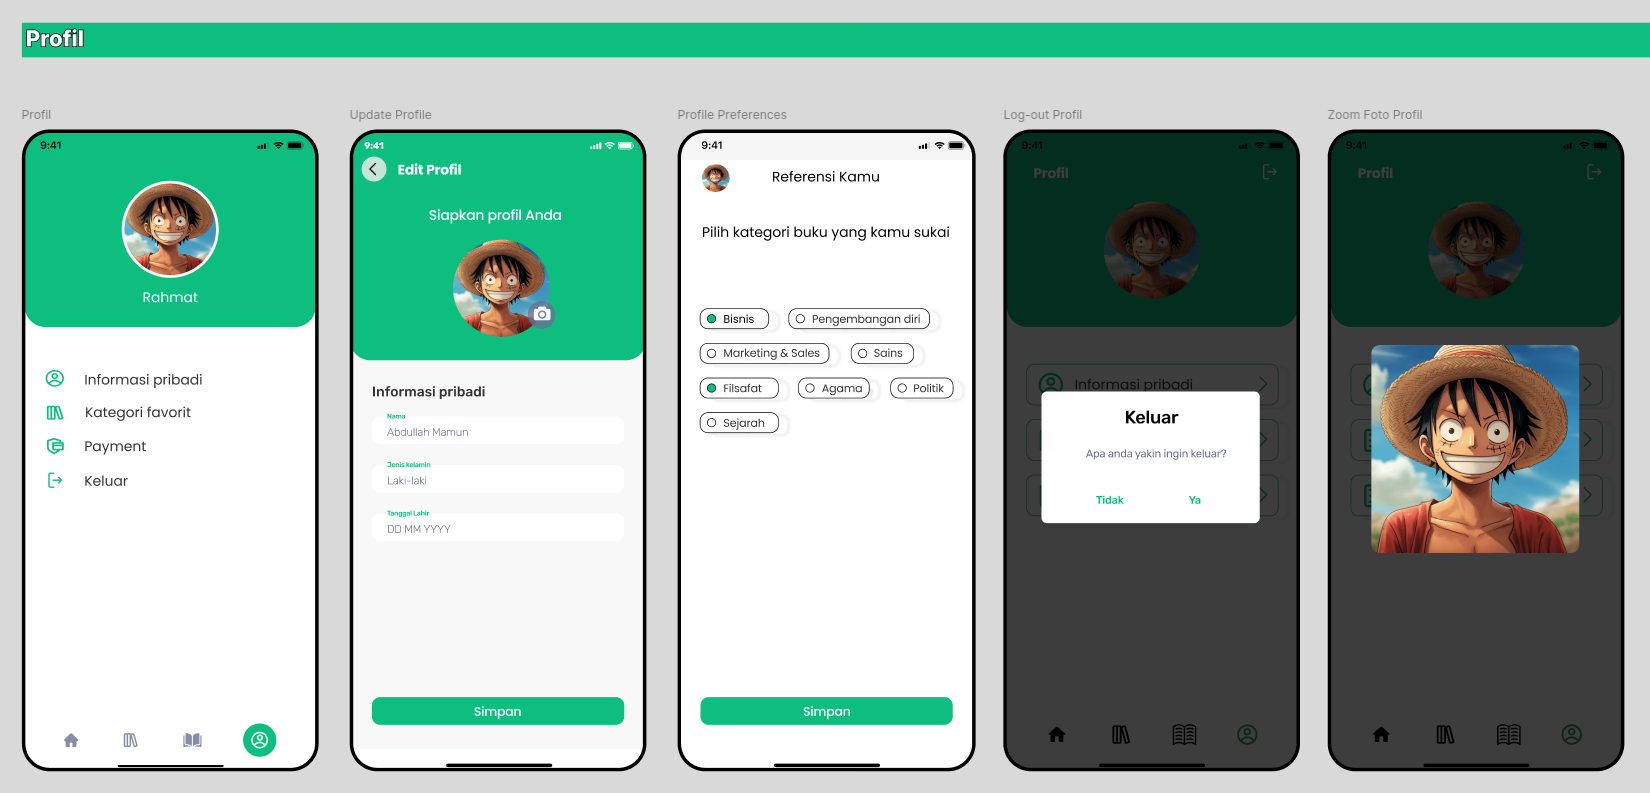 Profil
Profil
9:41
Rahmat
Informasi pribadi
Kategori favorit
Payment
Keluar
Update Profile
9:41
Edit Profil
Siapkan profil Anda
Informasi pribadi
Nama
Abdullah Mamun
Jenis kelamin
Laki-laki
Tanggal Lahir
DD MM YYYY
Simpan
Profile Preferences
9:41
Referensi Kamu
Pilih kategori buku yang kamu sukai
Bisnis
Pengembangan diri
Marketing & Sales
Sains
Filsafat
Agama
Politik
Sejarah
Simpan
Log-out Profil
9:41
Profil
Informasi pribadi
Keluar
Apa anda yakin ingin keluar?
Tidak
Ya
Zoom Foto Profil
9:41
Profil